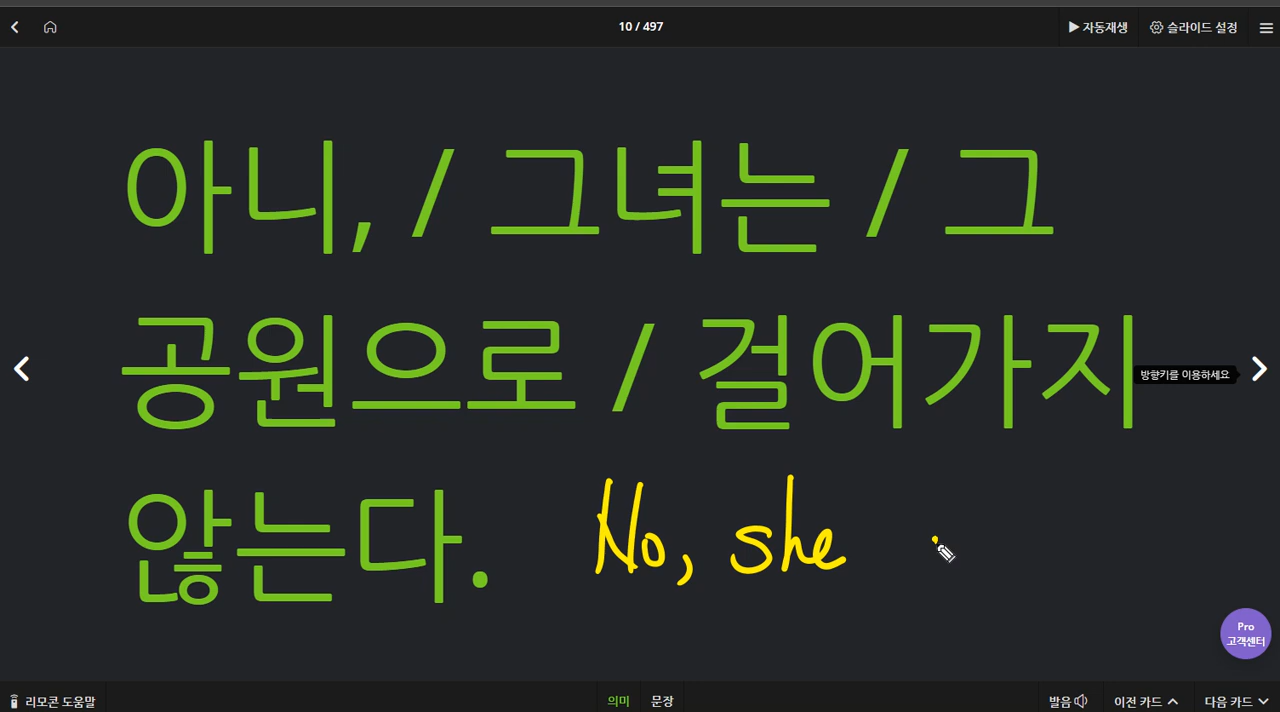 10 / 497
자동재생
슬라이드 설정
아니, / 그녀는 / 그
공원으로 / 걸어가지
방향키를 이용하세요
않는다.
No, she
Pro
고객센터
리모콘 도움말
의미
문장
발음
이전 카드
다음 카드